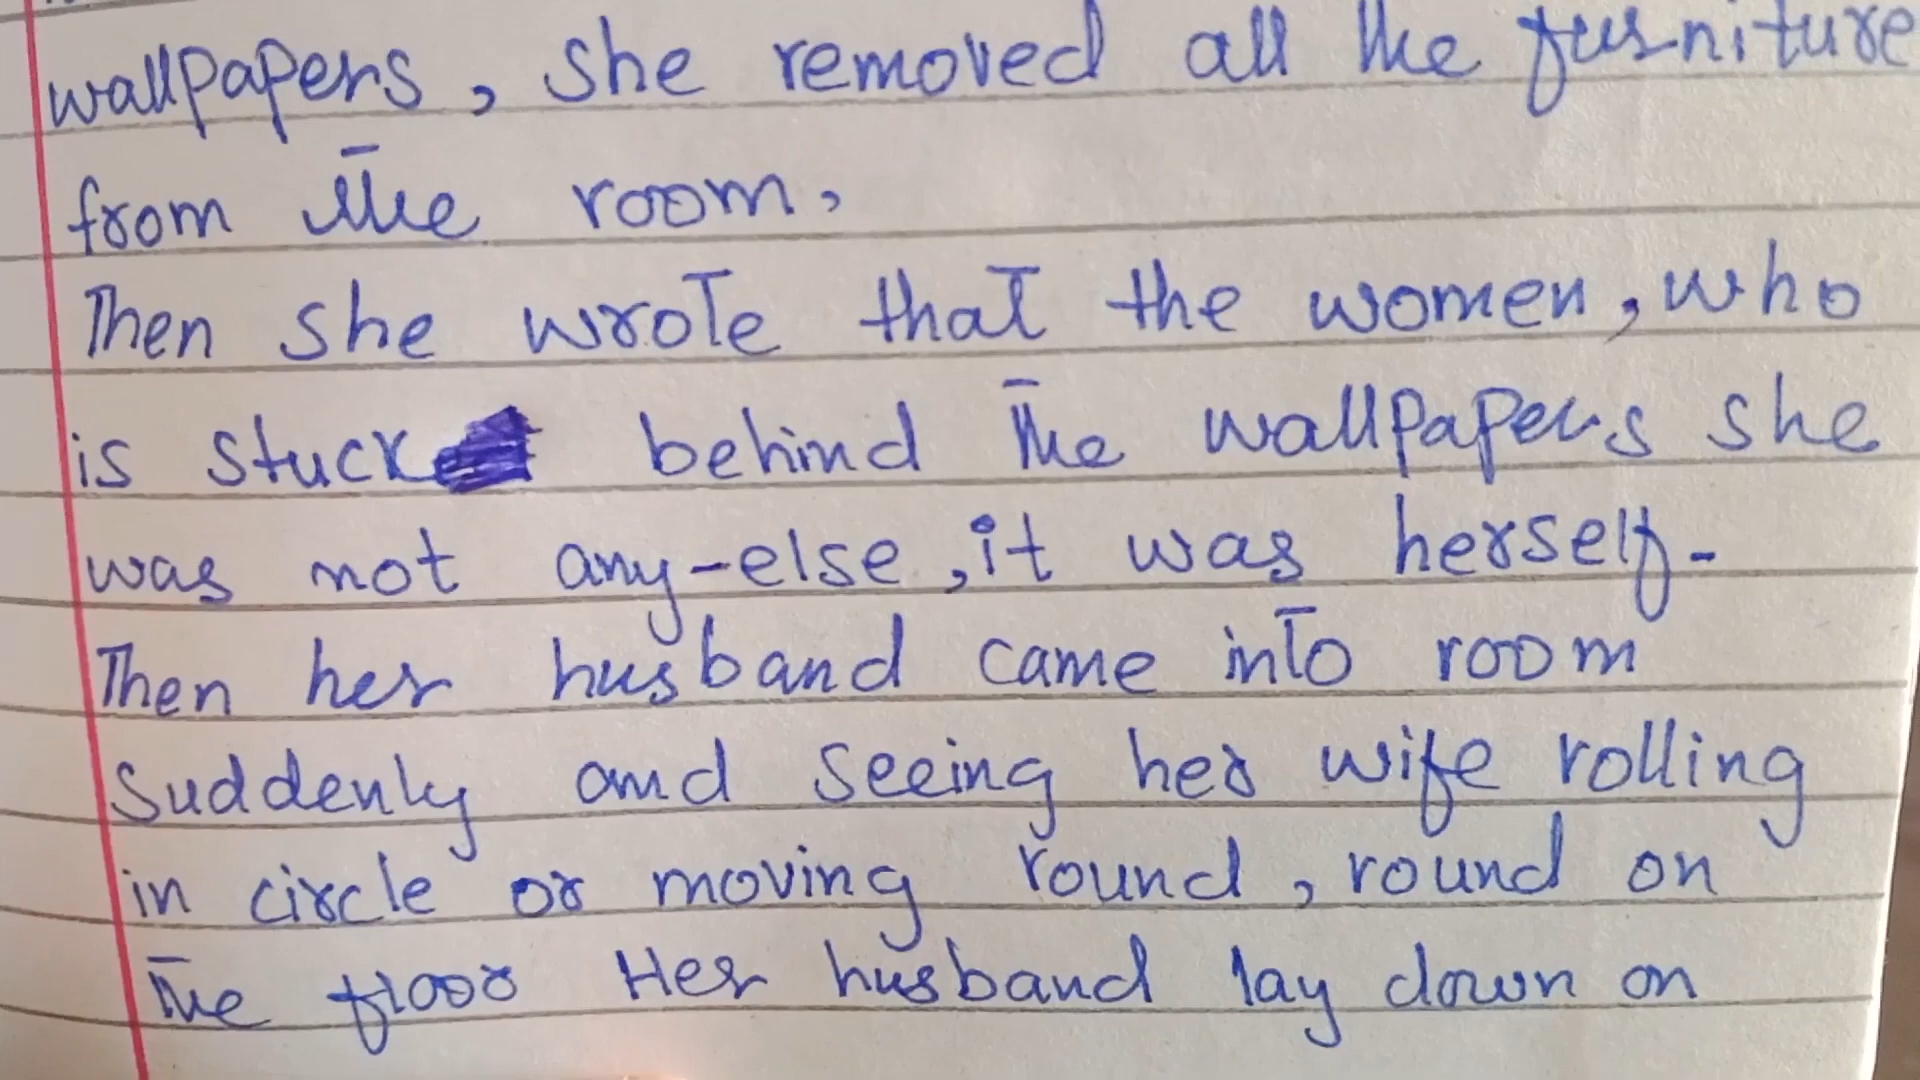 wallpapers, she removed all the furniture
from the room,
Then she wrote that the women, who
is stuck behind the wallpapers she
was not any-else, it was herself-
Then her husband came into room
Suddenly and seeing her wife rolling
in circle or moving round, round on
the floor Her husband lay down on